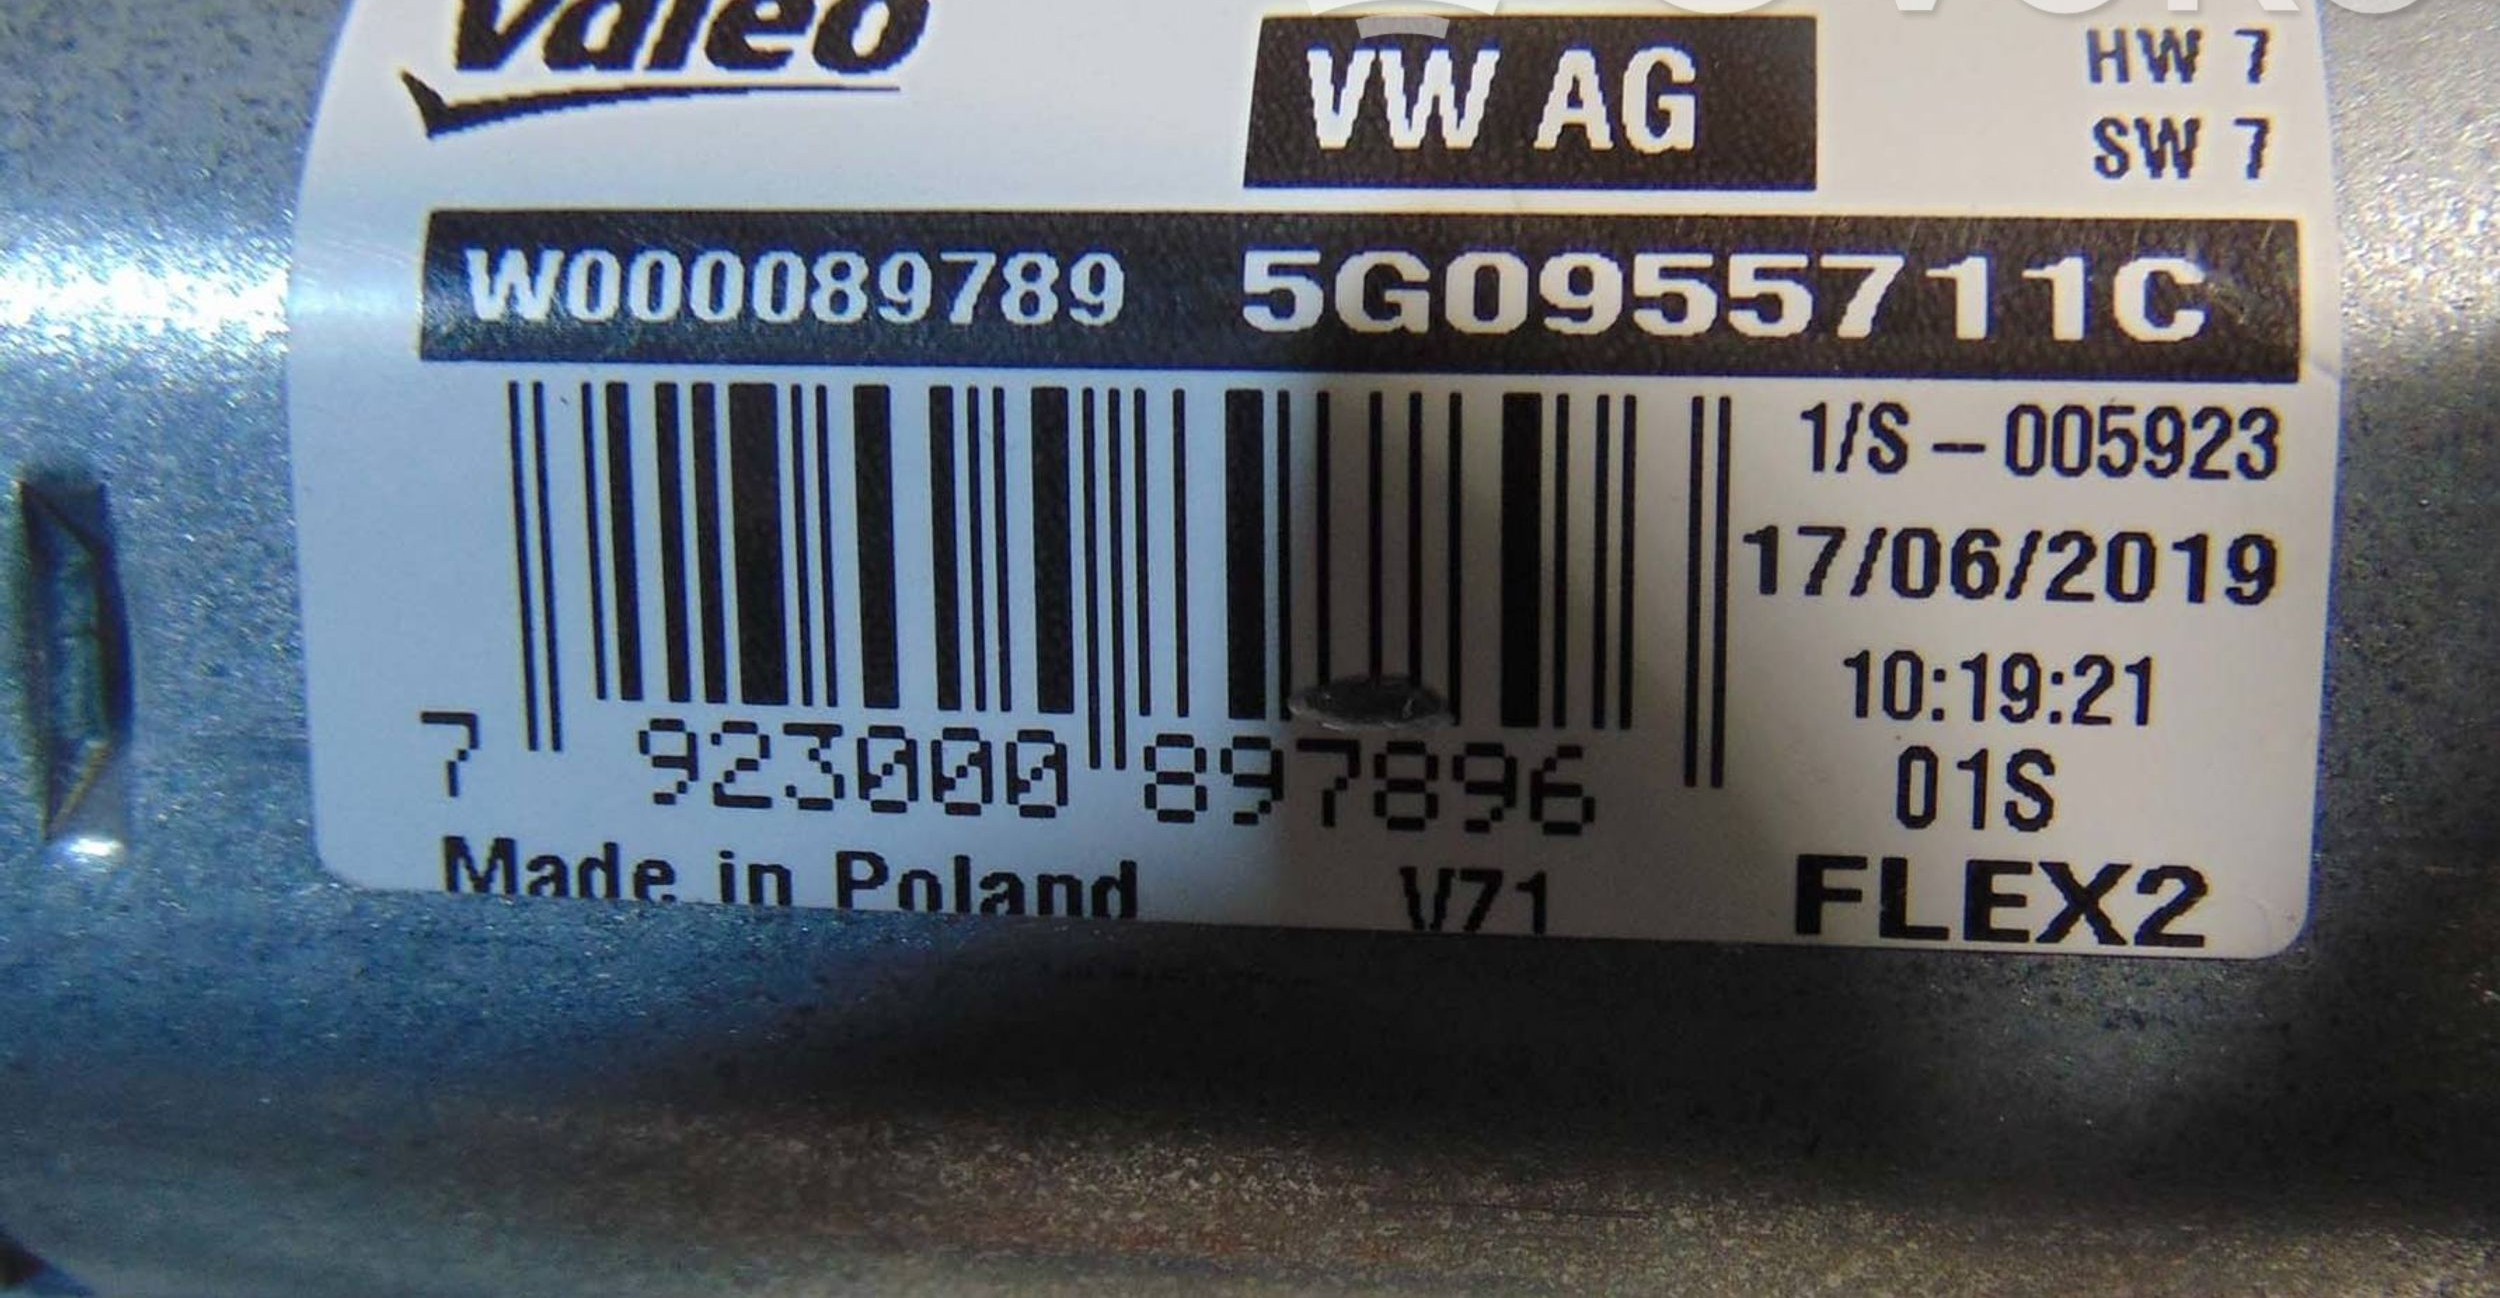 Valeo
VW AG
HW 7
SW 7
W000089789 5G0955711C
1/S – 005923
17/06/2019
10:19:21
01S
7 923000 897896
Made in Poland V71 FLEX2